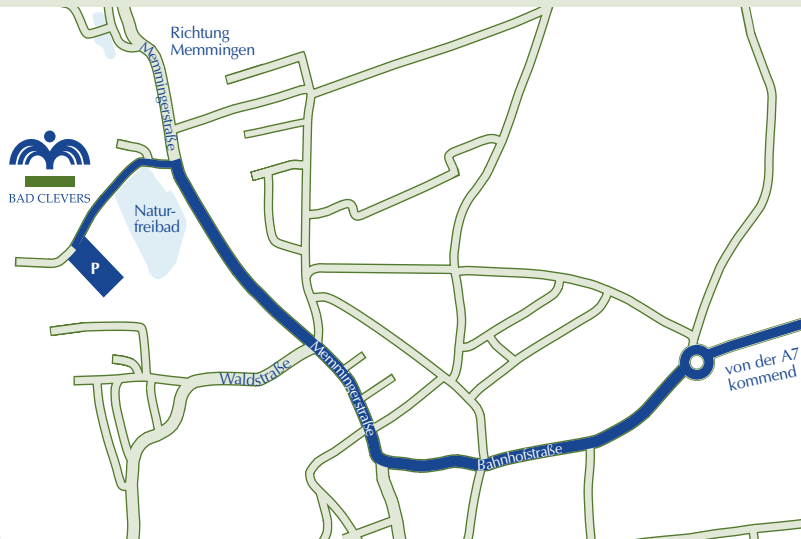 Richtung
Memmingen
Memmingerstraße
BAD CLEVERS
Natur-
freibad
P
Memmingerstraße
Waldstraße
von der A7
kommend
Bahnhofstraße